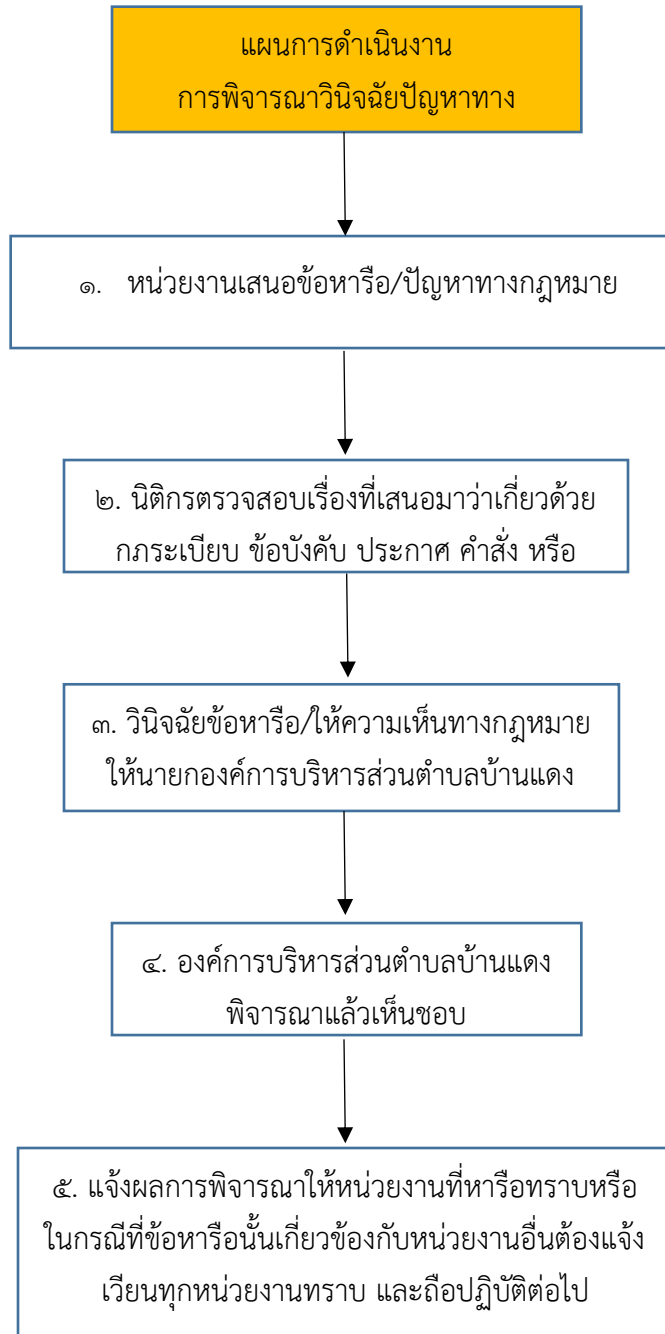 แผนการดำเนินงาน
การพิจารณาวินิจฉัยปัญหาทาง
๑. หน่วยงานเสนอข้อหารือ/ปัญหาทางกฎหมาย
๒. นิติกรตรวจสอบเรื่องที่เสนอมาว่าเกี่ยวด้วย
กภระเบียบ ข้อบังคับ ประกาศ คำสั่ง หรือ
๓. วินิจฉัยข้อหารือ/ให้ความเห็นทางกฎหมาย
ให้นายกองค์การบริหารส่วนตำบลบ้านแดง
๔. องค์การบริหารส่วนตำบลบ้านแดง
พิจารณาแล้วเห็นชอบ
๕. แจ้งผลการพิจารณาให้หน่วยงานที่หารือทราบหรือ
ในกรณีที่ข้อหารือนั้นเกี่ยวข้องกับหน่วยงานอื่นต้องแจ้ง
เวียนทุกหน่วยงานทราบ และถือปฏิบัติต่อไป